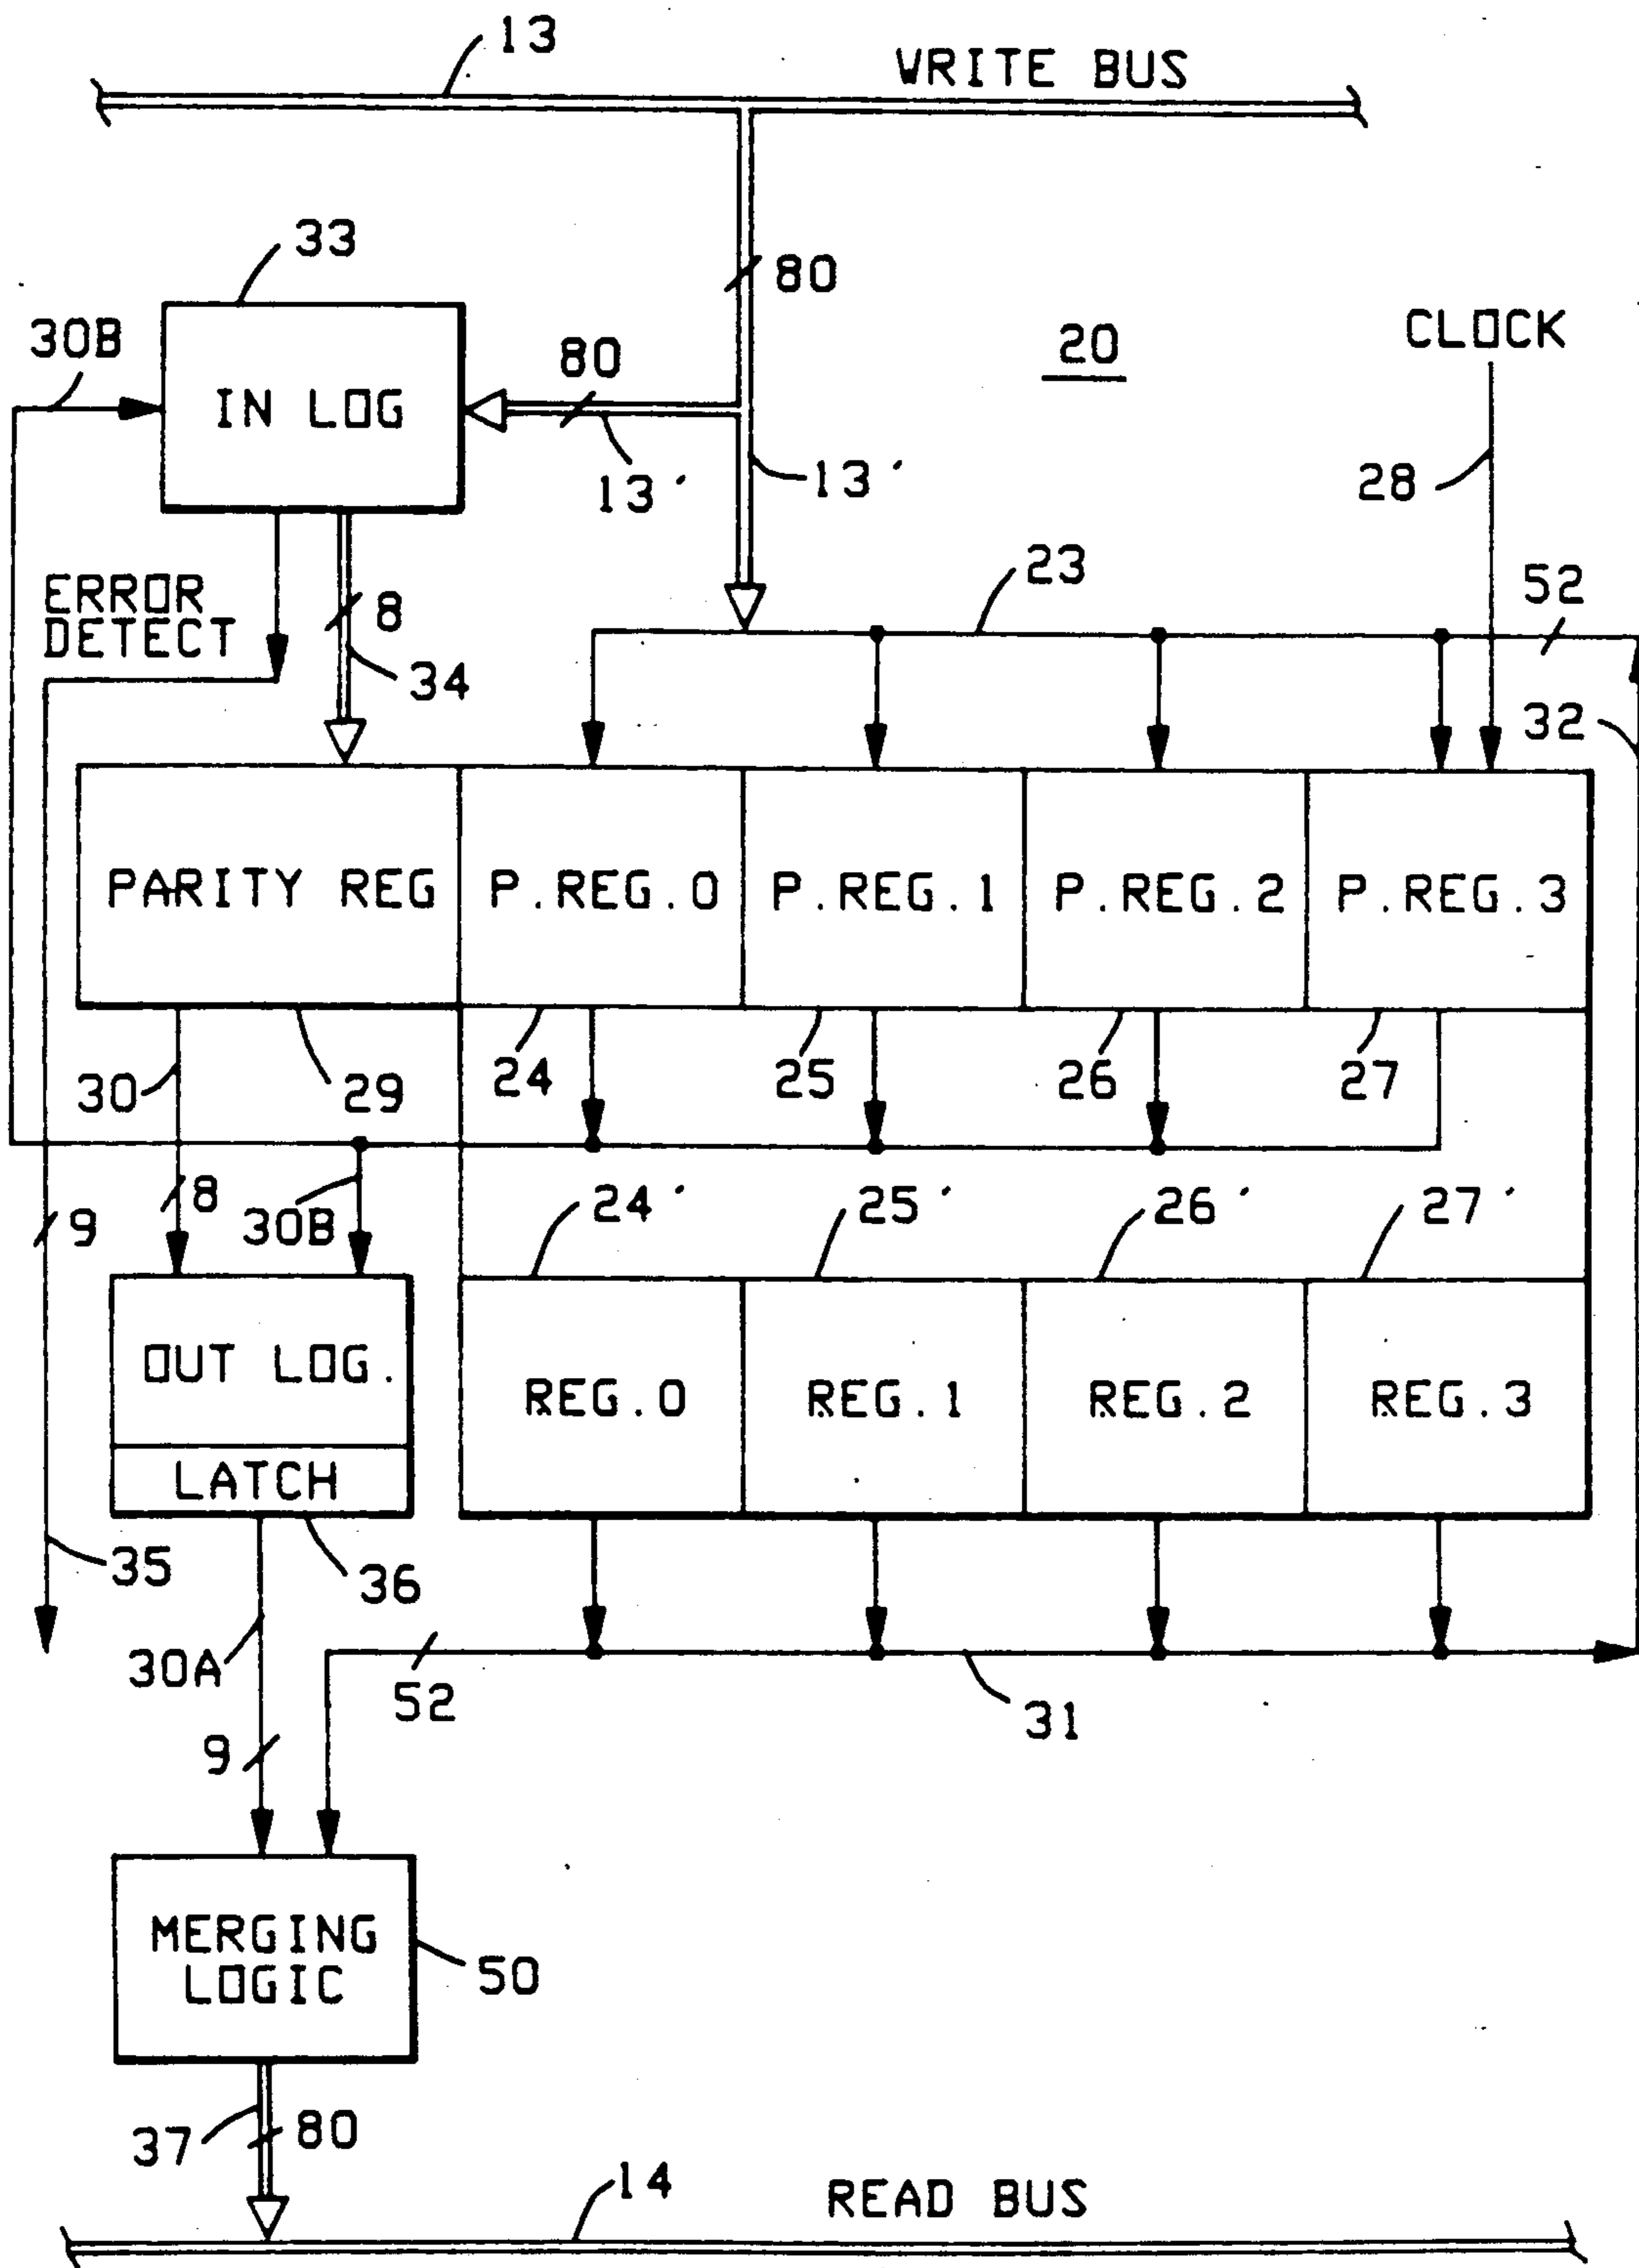 13
WRITE BUS
33
80
30B
80
20
CLOCK
IN LOG
13'
13'
28
23
52
ERROR
DETECT
8
34
32
PARITY REG
P.REG.0
P.REG.1
P.REG.2
P.REG.3
30
29
24
25
26
27
9
8
30B
24'
25'
26'
27'
OUT LOG.
LATCH
REG.0
REG.1
REG.2
REG.3
35
36
30A
52
31
9
MERGING
LOGIC
50
37
80
14
READ BUS